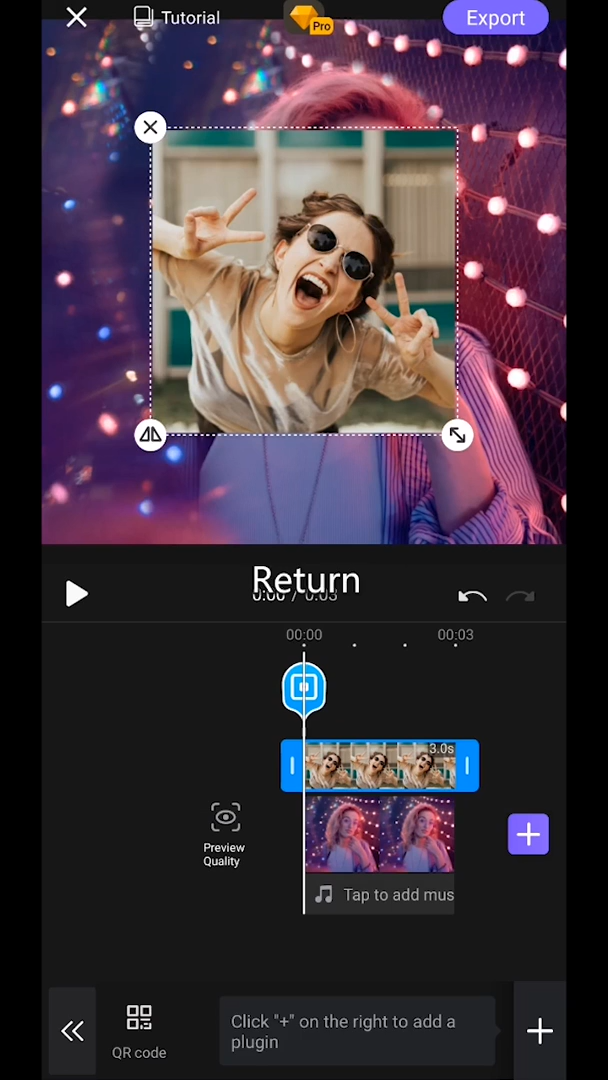 Tutorial
Pro
Export
Return
0:00 / 0:03
00:00
00:03
3.0s
Preview
Quality
Tap to add mus
QR code
Click "+" on the right to add a
plugin